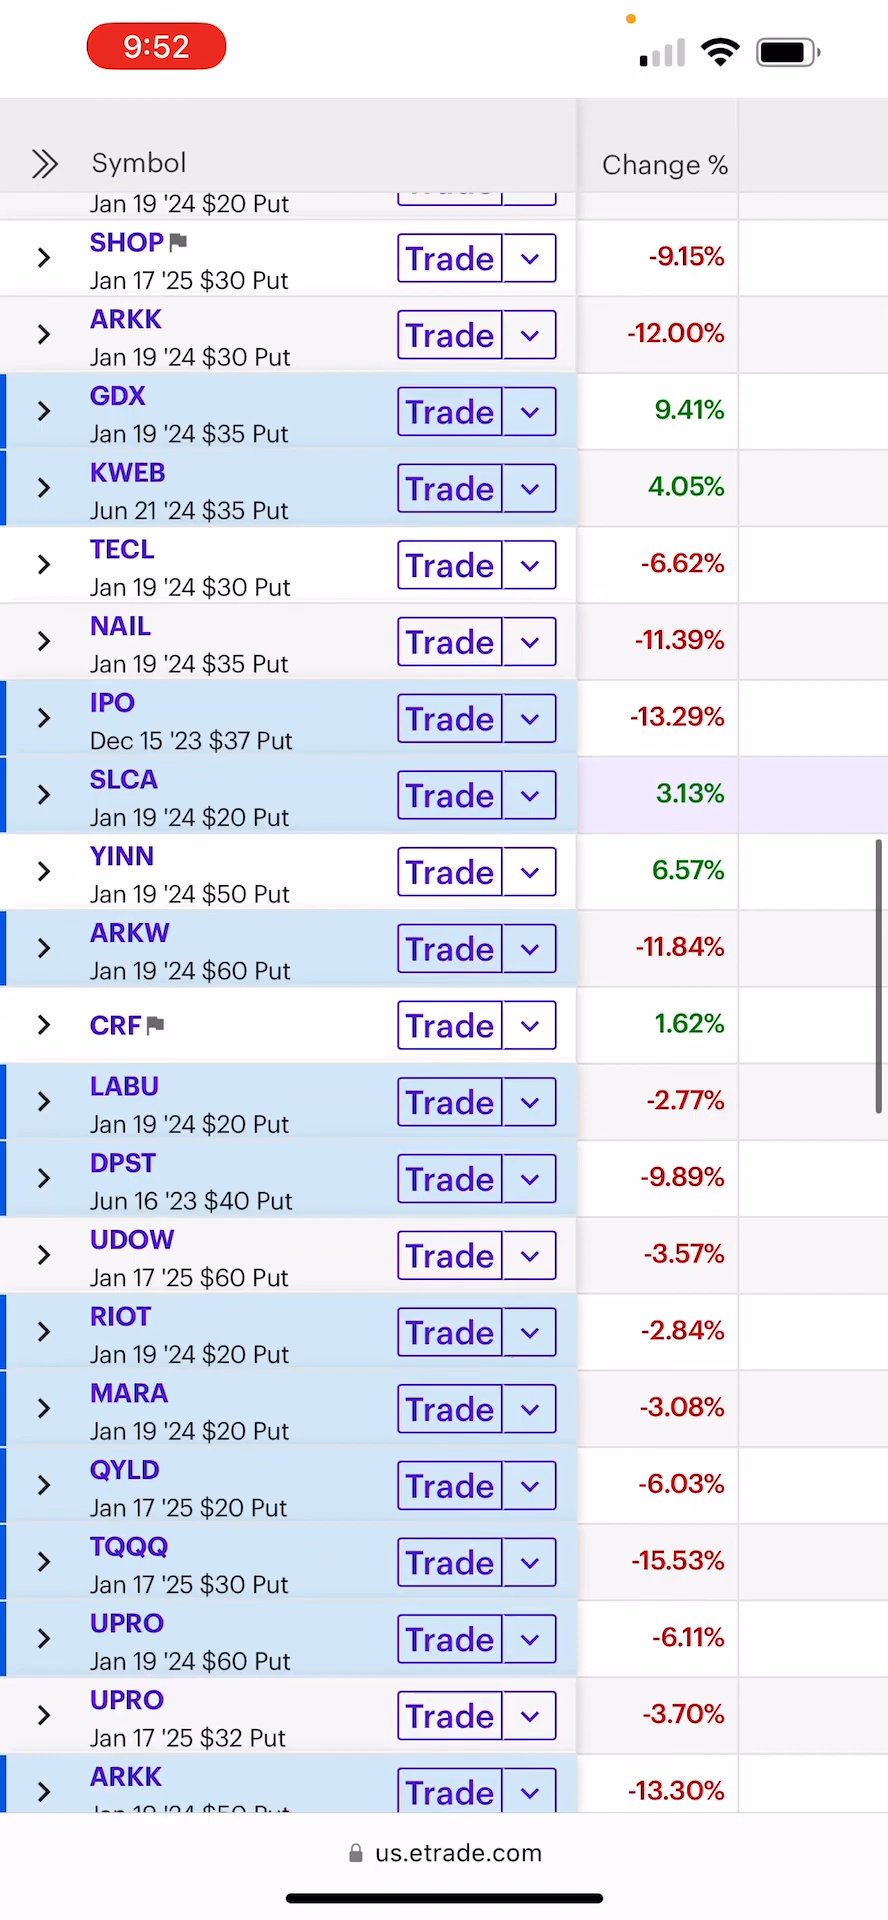 9:52
Symbol
Change %
Jan 19 '24 $20 Put
SHOP
Trade
-9.15%
Jan 17 '25 $30 Put
ARKK
Trade
-12.00%
Jan 19 '24 $30 Put
GDX
Trade
9.41%
Jan 19 '24 $35 Put
KWEB
Trade
4.05%
Jun 21 '24 $35 Put
TECL
Trade
-6.62%
Jan 19 '24 $30 Put
NAIL
Trade
-11.39%
Jan 19 '24 $35 Put
IPO
Trade
-13.29%
Dec 15 '23 $37 Put
SLCA
Trade
3.13%
Jan 19 '24 $20 Put
YINN
Trade
6.57%
Jan 19 '24 $50 Put
ARKW
Trade
-11.84%
Jan 19 '24 $60 Put
CRF
Trade
1.62%
LABU
Trade
-2.77%
Jan 19 '24 $20 Put
DPST
Trade
-9.89%
Jun 16 '23 $40 Put
UDOW
Trade
-3.57%
Jan 17 '25 $60 Put
RIOT
Trade
-2.84%
Jan 19 '24 $20 Put
MARA
Trade
-3.08%
Jan 19 '24 $20 Put
QYLD
Trade
-6.03%
Jan 17 '25 $20 Put
TQQQ
Trade
-15.53%
Jan 17 '25 $30 Put
UPRO
Trade
-6.11%
Jan 19 '24 $60 Put
UPRO
Trade
-3.70%
Jan 17 '25 $32 Put
ARKK
Trade
-13.30%
Jan 19 '24 $50 Put
us.etrade.com